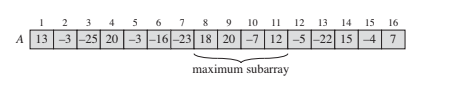 1 2 3 4 5 6 7 8 9 10 11 12 13 14 15 16
A 13 –3 –25 20 –3 –16 –23 18 20 –7 12 –5 –22 15 –4 7
maximum subarray